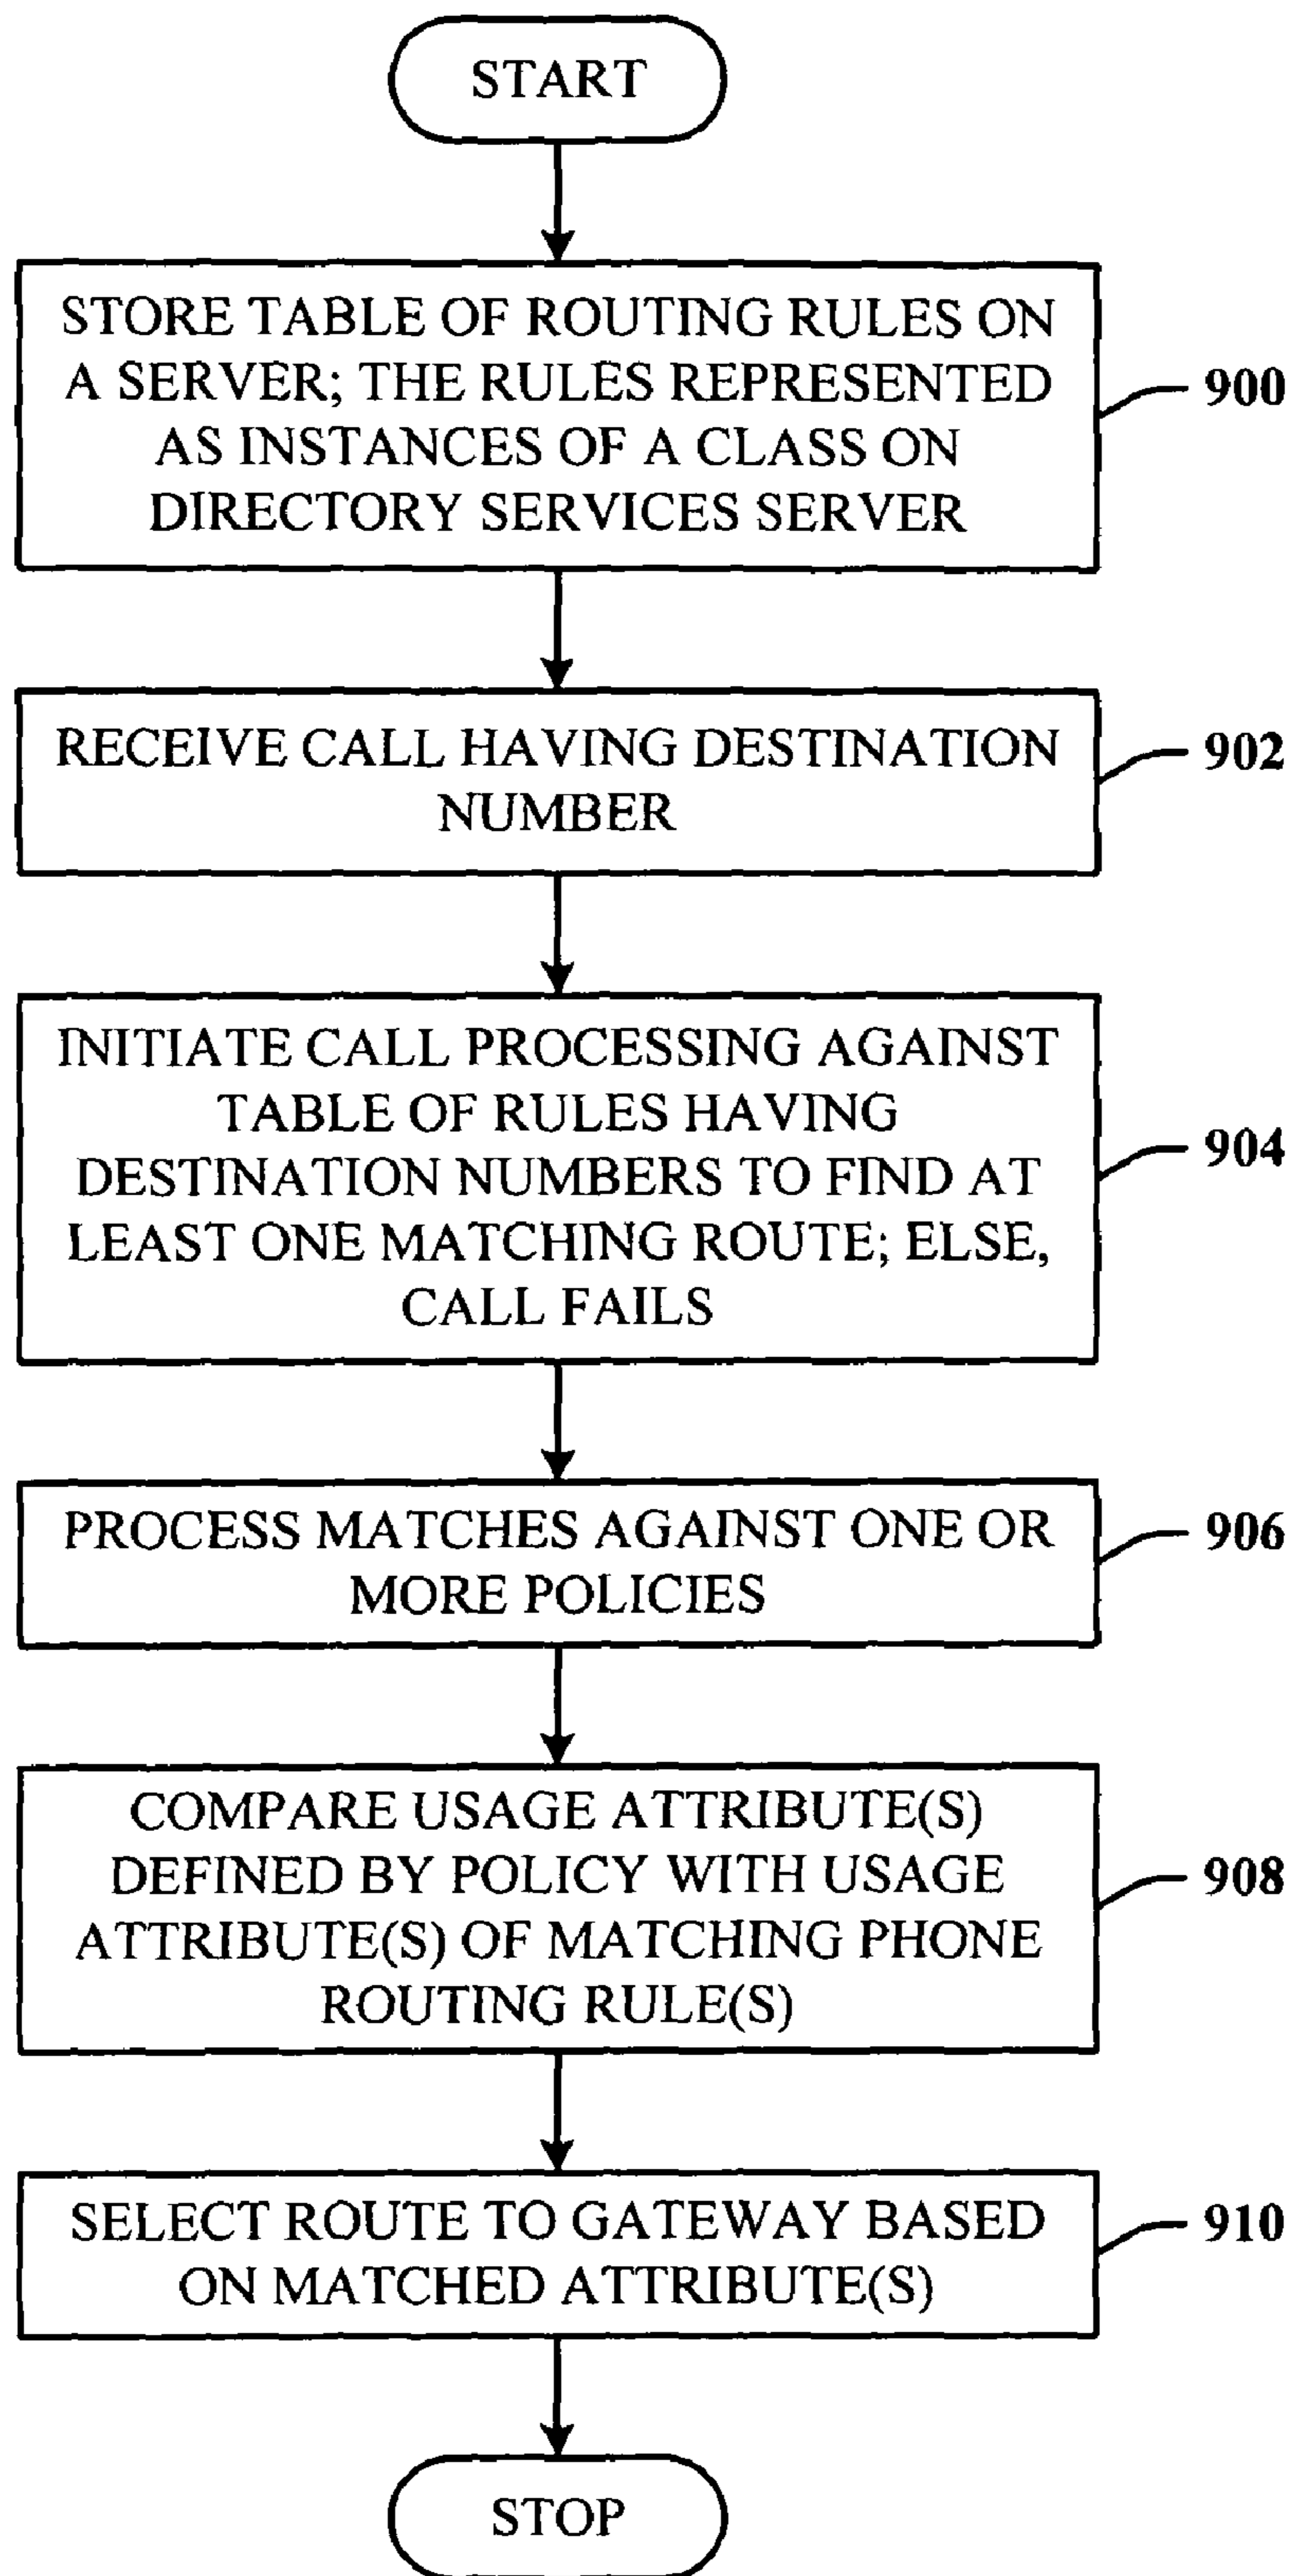 START
STORE TABLE OF ROUTING RULES ON
A SERVER; THE RULES REPRESENTED
AS INSTANCES OF A CLASS ON
DIRECTORY SERVICES SERVER
900
RECEIVE CALL HAVING DESTINATION
NUMBER
902
INITIATE CALL PROCESSING AGAINST
TABLE OF RULES HAVING
DESTINATION NUMBERS TO FIND AT
LEAST ONE MATCHING ROUTE; ELSE,
CALL FAILS
904
PROCESS MATCHES AGAINST ONE OR
MORE POLICIES
906
COMPARE USAGE ATTRIBUTE(S)
DEFINED BY POLICY WITH USAGE
ATTRIBUTE(S) OF MATCHING PHONE
ROUTING RULE(S)
908
SELECT ROUTE TO GATEWAY BASED
ON MATCHED ATTRIBUTE(S)
910
STOP